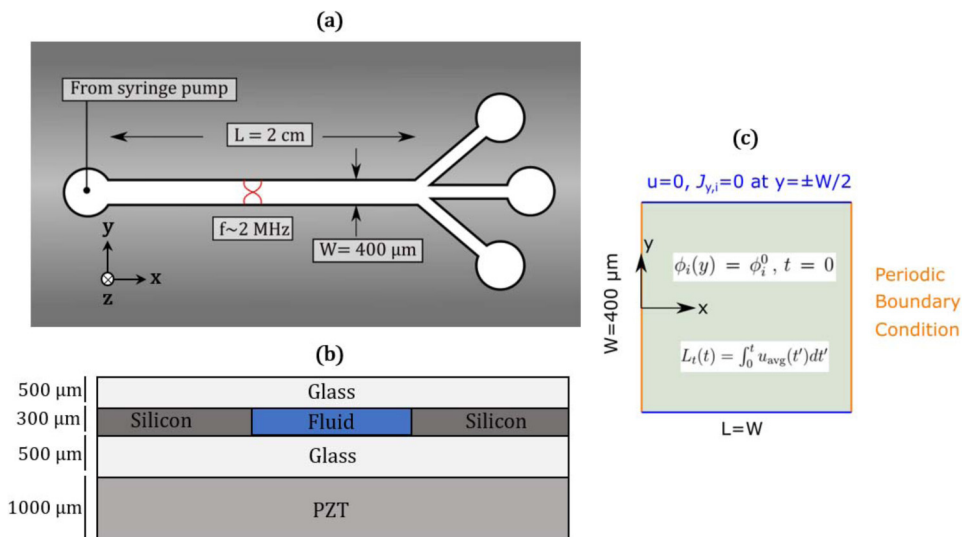 (a)
From syringe pump
L = 2 cm
f~2 MHz
W= 400 μm
y
x
z
(b)
500 μm
Glass
300 μm
Silicon
Fluid
Silicon
500 μm
Glass
1000 μm
PZT
(c)
u=0, J_{y,i}=0 at y=±W/2
W=400 μm
y
ϕ_i(y) = ϕ_i^0 , t = 0
x
L_t(t) = ∫_0^t u_avg(t′)dt′
L=W
Periodic
Boundary
Condition